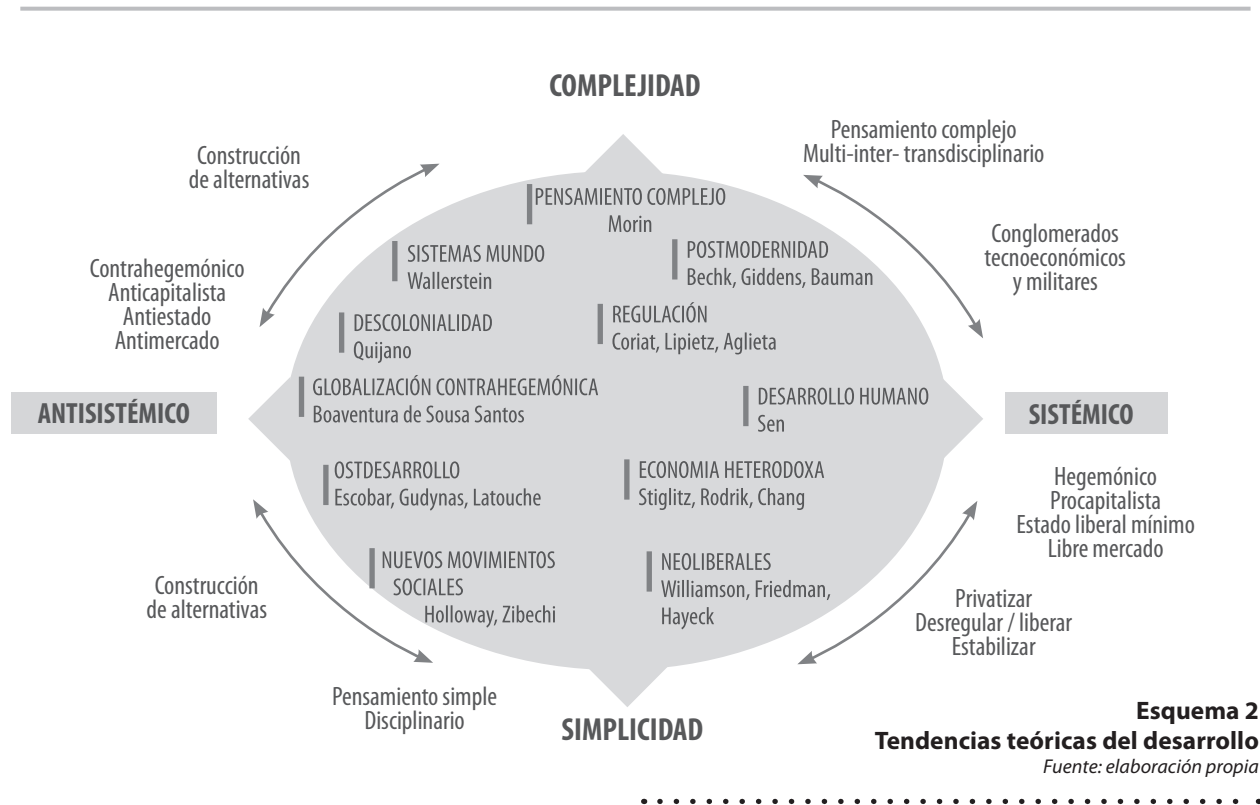 COMPLEJIDAD
Construcción
de alternativas
Pensamiento complejo
Multi-inter- transdisciplinario
PENSAMIENTO COMPLEJO
Morin
SISTEMAS MUNDO
Wallerstein
POSTMODERNIDAD
Bechk, Giddens, Bauman
Conglomerados
tecnoeconómicos
y militares
Contrahegemónico
Anticapitalista
Antiestado
Antimercado
DESCOLONIALIDAD
Quijano
REGULACIÓN
Coriat, Lipietz, Aglieta
GLOBALIZACIÓN CONTRAHEGEMÓNICA
Boaventura de Sousa Santos
DESARROLLO HUMANO
Sen
ANTISISTÉMICO
SISTÉMICO
OSTDESARROLLO
Escobar, Gudynas, Latouche
ECONOMIA HETERODOXA
Stiglitz, Rodrik, Chang
Hegemónico
Procapitalista
Estado liberal mínimo
Libre mercado
NUEVOS MOVIMIENTOS
SOCIALES
Holloway, Zibechi
NEOLIBERALES
Williamson, Friedman,
Hayeck
Construcción
de alternativas
Privatizar
Desregular / liberar
Estabilizar
Pensamiento simple
Disciplinario
SIMPLICIDAD
Esquema 2
Tendencias teóricas del desarrollo
Fuente: elaboración propia